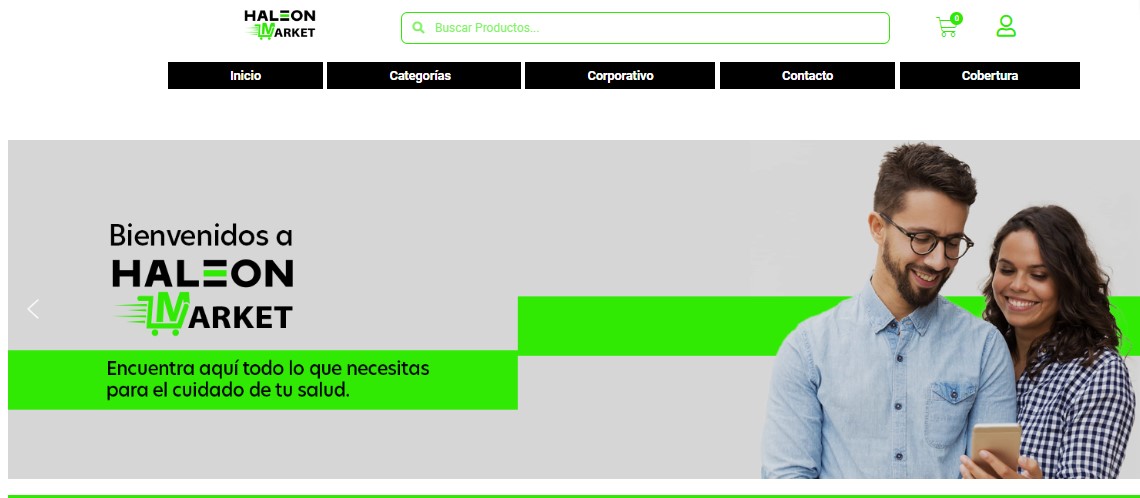 HALEON
MARKET
Buscar Productos...
0
Inicio
Categorías
Corporativo
Contacto
Cobertura
Bienvenidos a
HALEON
MARKET
Encuentra aquí todo lo que necesitas
para el cuidado de tu salud.